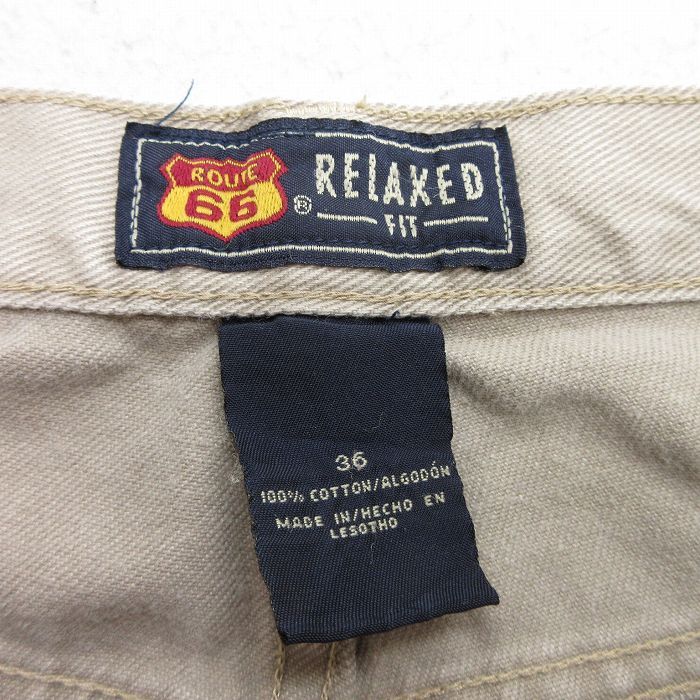 ROUTE
66 ®
RELAXED
FIT
36
100% COTTON/ALGODÓN
MADE IN/HECHO EN
LESOTHO